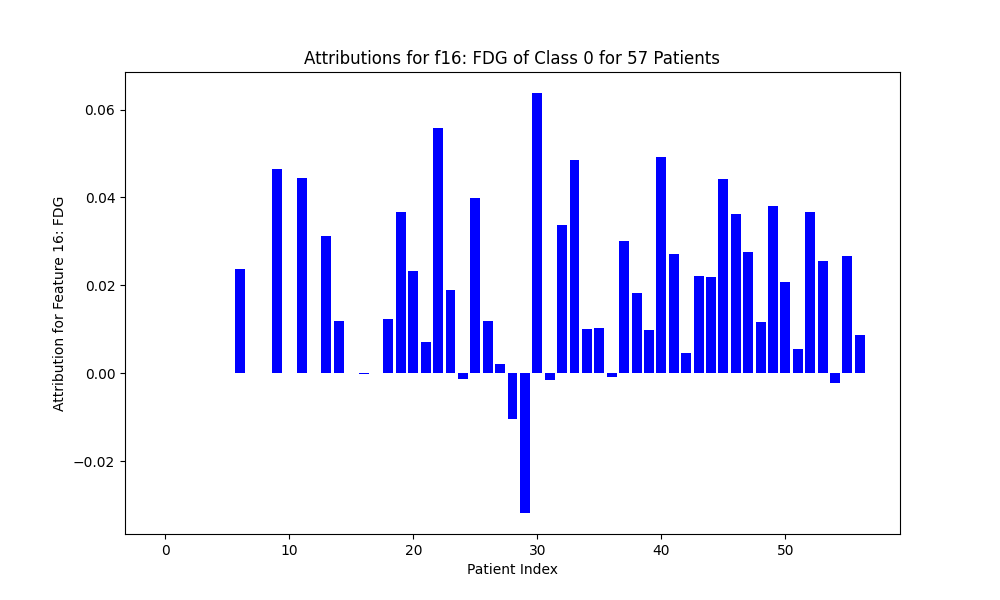 Attributions for f16: FDG of Class 0 for 57 Patients
Attribution for Feature 16: FDG
0.06
0.04
0.02
0.00
−0.02
0 10 20 30 40 50
Patient Index